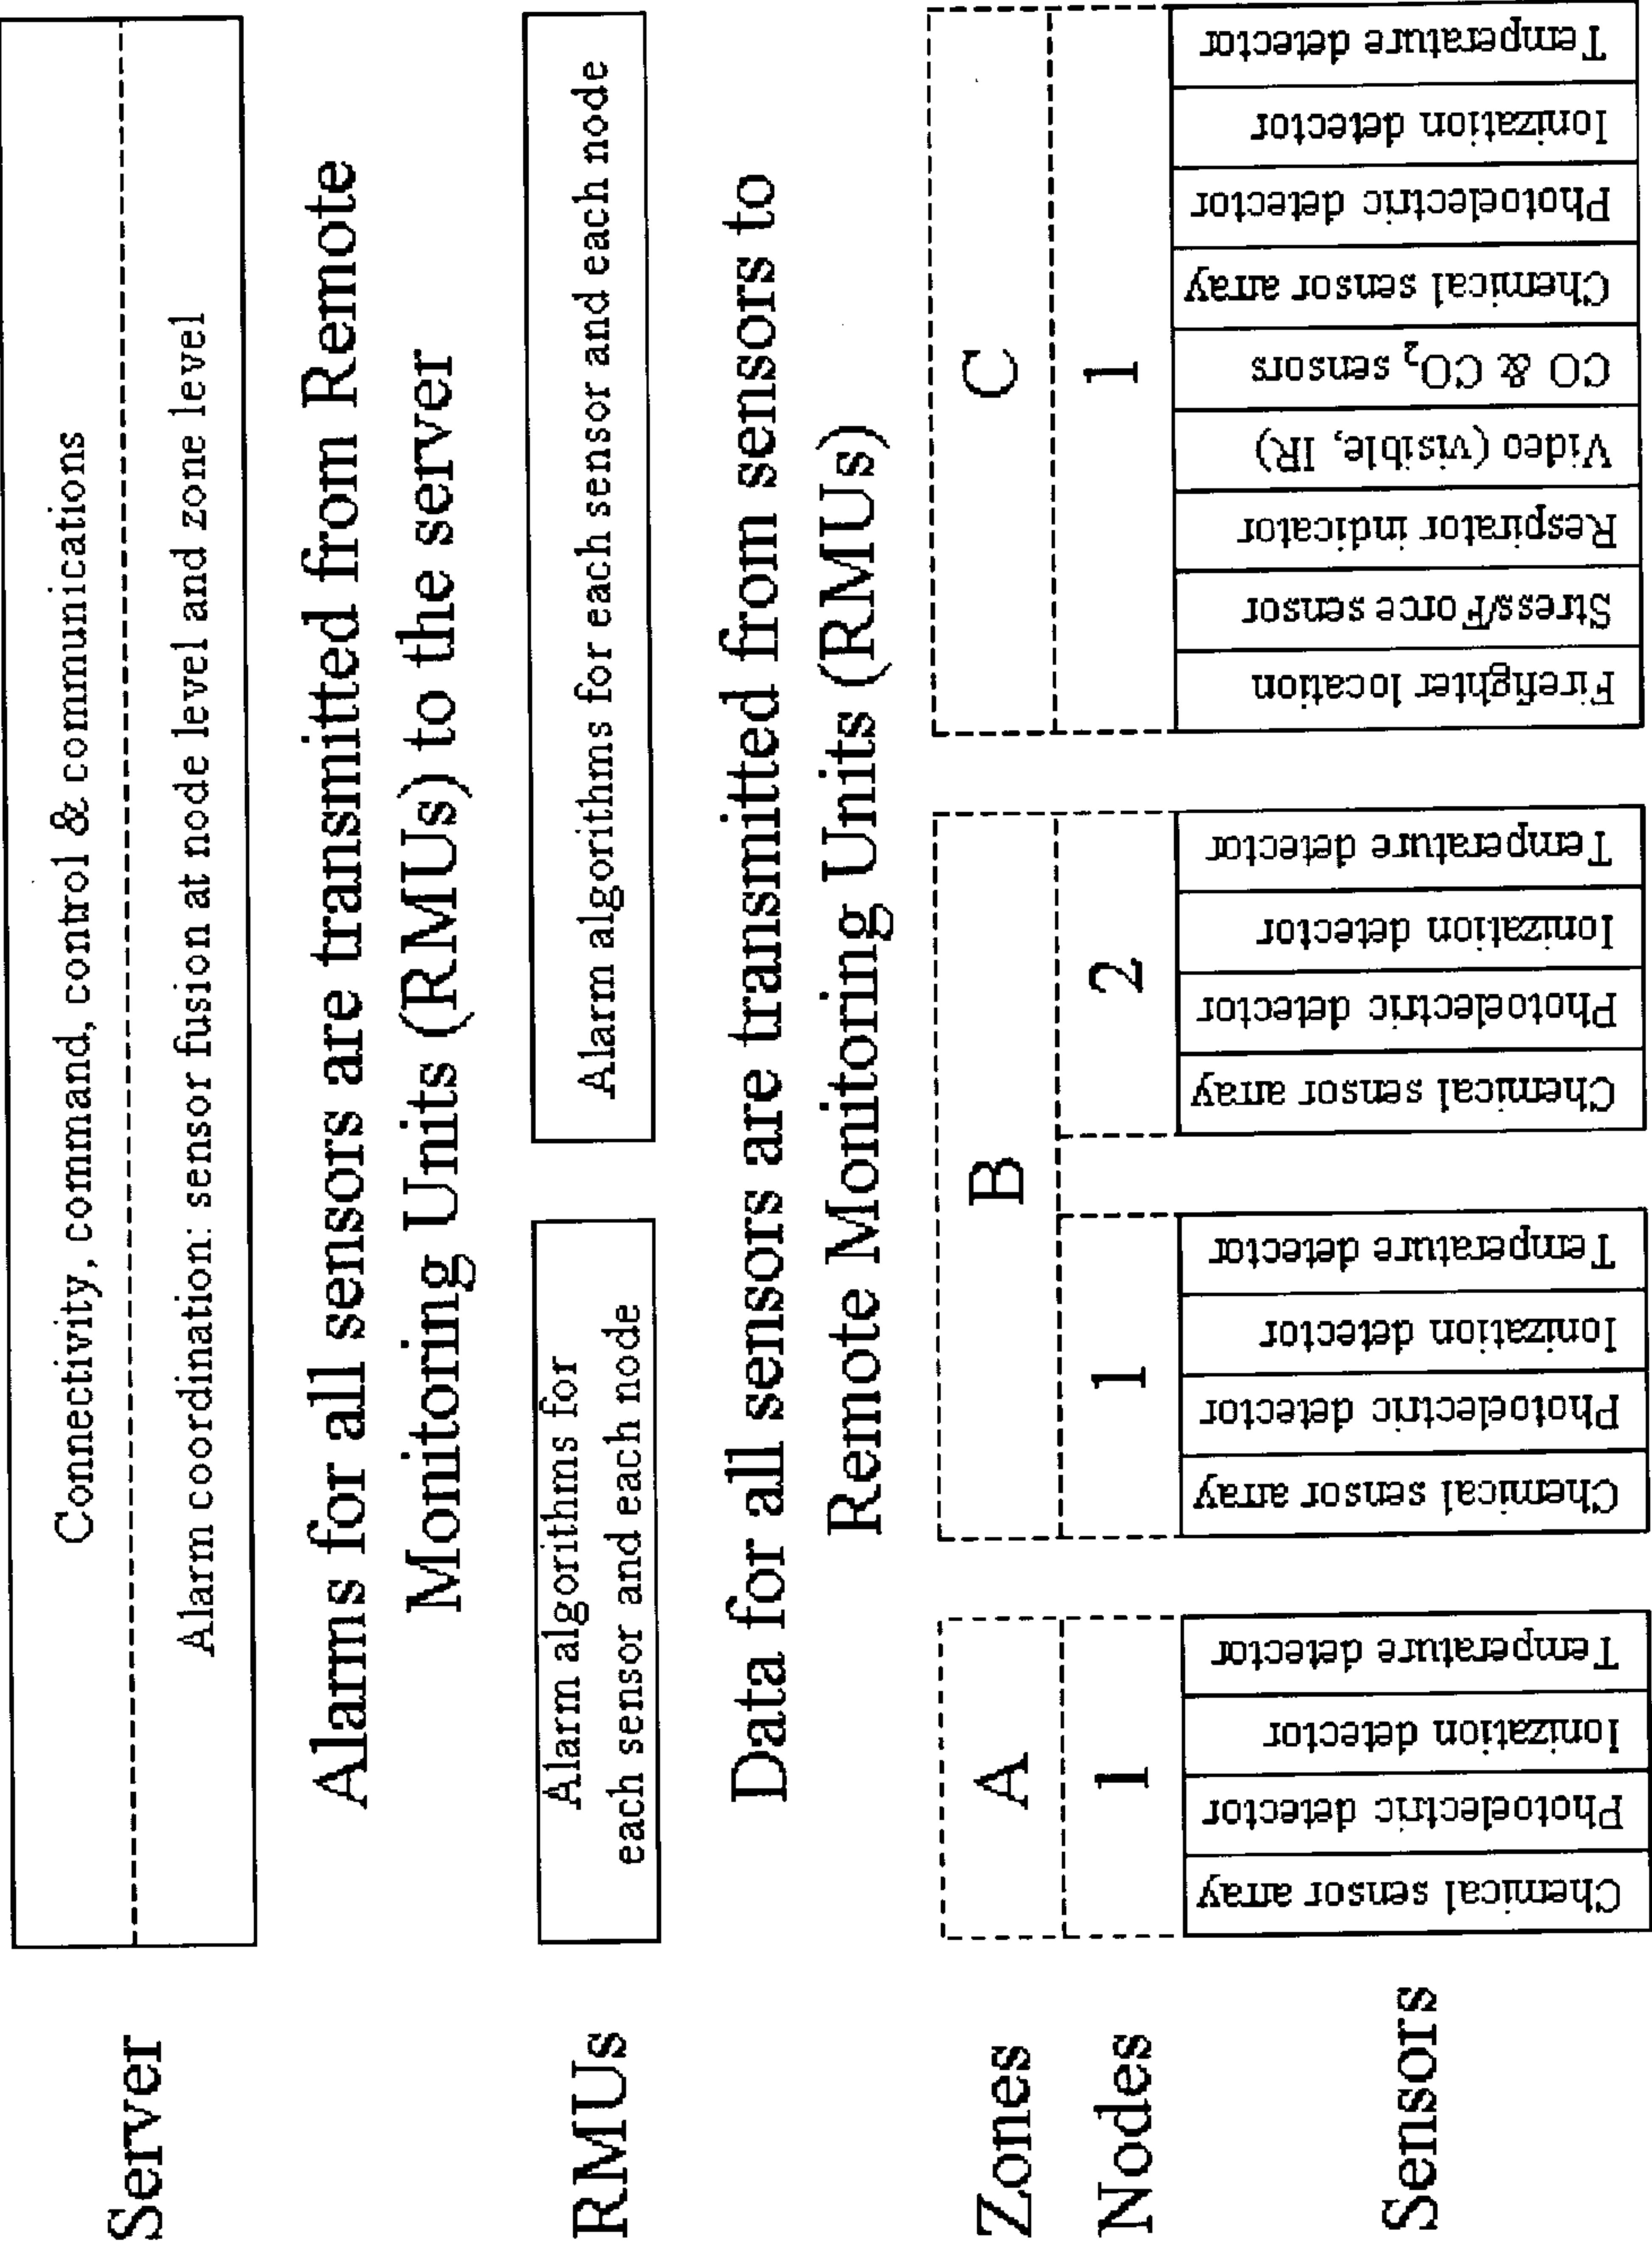 Server
Connectivity, command, control & communications
Alarm coordination: sensor fusion at node level and zone level
Alarms for all sensors are transmitted from Remote
Monitoring Units (RMUs) to the server
RMUs
Alarm algorithms for
each sensor and each node
Alarm algorithms for each sensor and each node
Data for all sensors are transmitted from sensors to
Remote Monitoring Units (RMUs)
Zones
A
B
C
Nodes
1
1
2
1
Sensors
Chemical sensor array
Photoelectric detector
Ionization detector
Temperature detector
Chemical sensor array
Photoelectric detector
Ionization detector
Temperature detector
Chemical sensor array
Photoelectric detector
Ionization detector
Temperature detector
Firefighter location
Stress/Force sensor
Respirator indicator
Video (visible, IR)
CO & CO₂ sensors
Chemical sensor array
Photoelectric detector
Ionization detector
Temperature detector